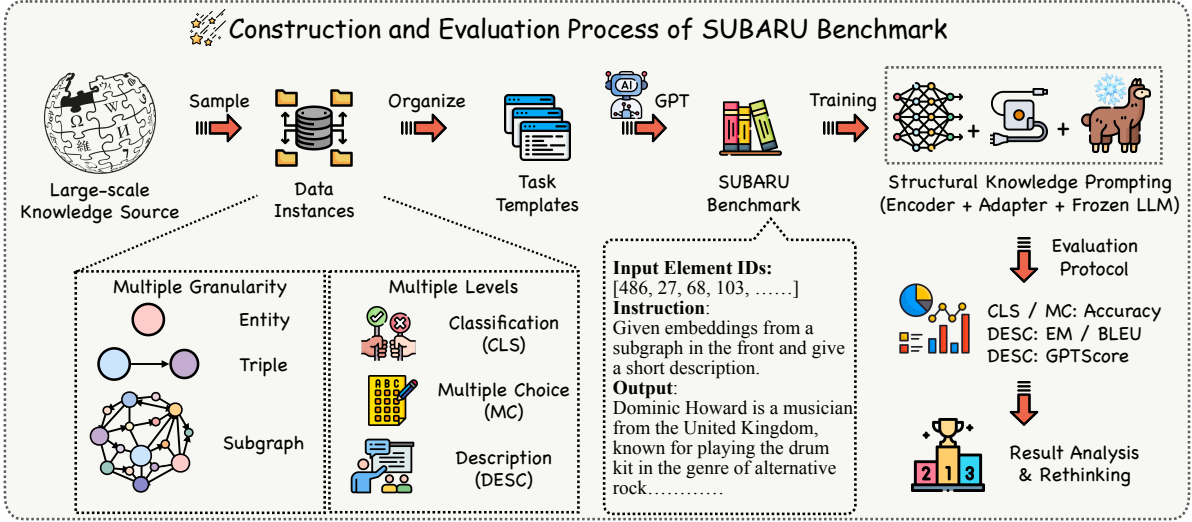 Construction and Evaluation Process of SUBARU Benchmark
Sample
Organize
AI
GPT
Training
Large-scale
Knowledge Source
Data
Instances
Task
Templates
SUBARU
Benchmark
Structural Knowledge Prompting
(Encoder + Adapter + Frozen LLM)
+
+
Multiple Granularity
Entity
Triple
Subgraph
Multiple Levels
Classification
(CLS)
A B C
Multiple Choice
(MC)
Description
(DESC)
Input Element IDs:
[486, 27, 68, 103, ……]
Instruction:
Given embeddings from a
subgraph in the front and give
a short description.
Output:
Dominic Howard is a musician
from the United Kingdom,
known for playing the drum
kit in the genre of alternative
rock…………
Evaluation
Protocol
CLS / MC: Accuracy
DESC: EM / BLEU
DESC: GPTScore
Result Analysis
& Rethinking
2 1 3